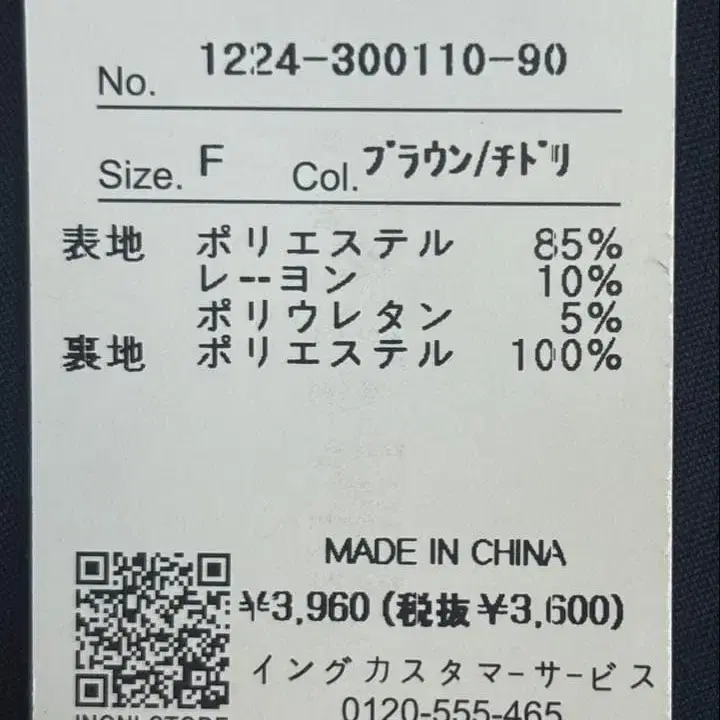 No. 1224-300110-90
Size. F Col. ﾌﾞﾗｳﾝ/ﾁﾄﾞﾘ
表地 ポリエステル 85%
レーヨン 10%
ポリウレタン 5%
裏地 ポリエステル 100%
MADE IN CHINA
¥3,960 (税抜¥3,600)
イングカスタマーサービス
0120-555-465
INGNI STORE